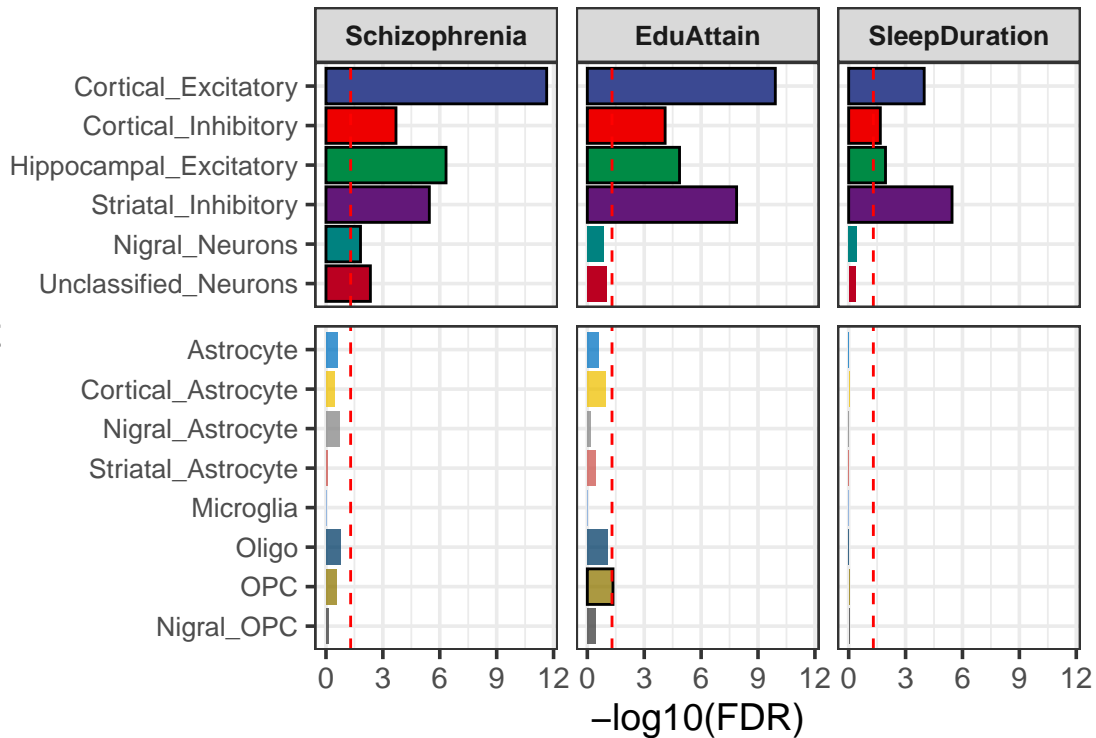 Schizophrenia EduAttain SleepDuration
Cortical_Excitatory
Cortical_Inhibitory
Hippocampal_Excitatory
Striatal_Inhibitory
Nigral_Neurons
Unclassified_Neurons
Astrocyte
Cortical_Astrocyte
Nigral_Astrocyte
Striatal_Astrocyte
Microglia
Oligo
OPC
Nigral_OPC
0 3 6 9 12 0 3 6 9 12 0 3 6 9 12
−log10(FDR)